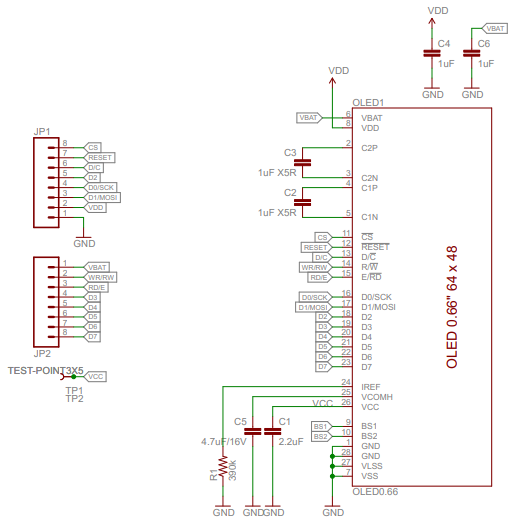 VDD
VBAT
C4
C6
1uF
1uF
GND
GND
VDD
OLED1
VBAT
6
VBAT
8
VDD
2
C2P
C3
1uF X5R
3
C2N
4
C1P
C2
1uF X5R
5
C1N
CS
11
CS
RESET
12
RESET
D/C
13
D/C
WR/RW
14
R/W
RD/E
15
E/RD
D0/SCK
16
D0/SCK
D1/MOSI
17
D1/MOSI
D2
18
D2
D3
19
D3
D4
20
D4
D5
21
D5
D6
22
D6
D7
23
D7
24
IREF
25
VCOMH
VCC
26
VCC
BS1
9
BS1
BS2
10
BS2
1
GND
28
GND
27
VLSS
7
VSS
OLED0.66
OLED 0.66" 64 x 48
JP1
8
CS
7
RESET
6
D/C
5
D2
4
D0/SCK
3
D1/MOSI
2
VDD
1
GND
1
VBAT
2
WR/RW
3
RD/E
4
D3
5
D4
6
D5
7
D6
8
D7
JP2
TEST-POINT3X5
VCC
TP1
TP2
C5
C1
4.7uF/16V
2.2uF
R1
390k
GND
GND
GND
GND